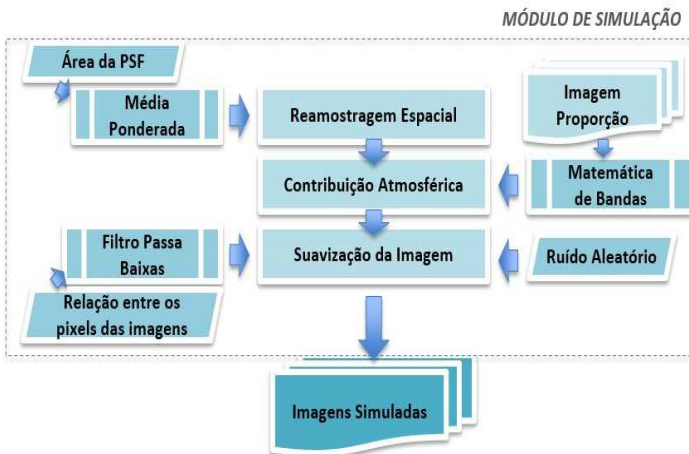 MÓDULO DE SIMULAÇÃO
Área da PSF
Média
Ponderada
Reamostragem Espacial
Imagem
Proporção
Contribuição Atmosférica
Matemática
de Bandas
Filtro Passa
Baixas
Suavização da Imagem
Ruído Aleatório
Relação entre os
pixels das imagens
Imagens Simuladas